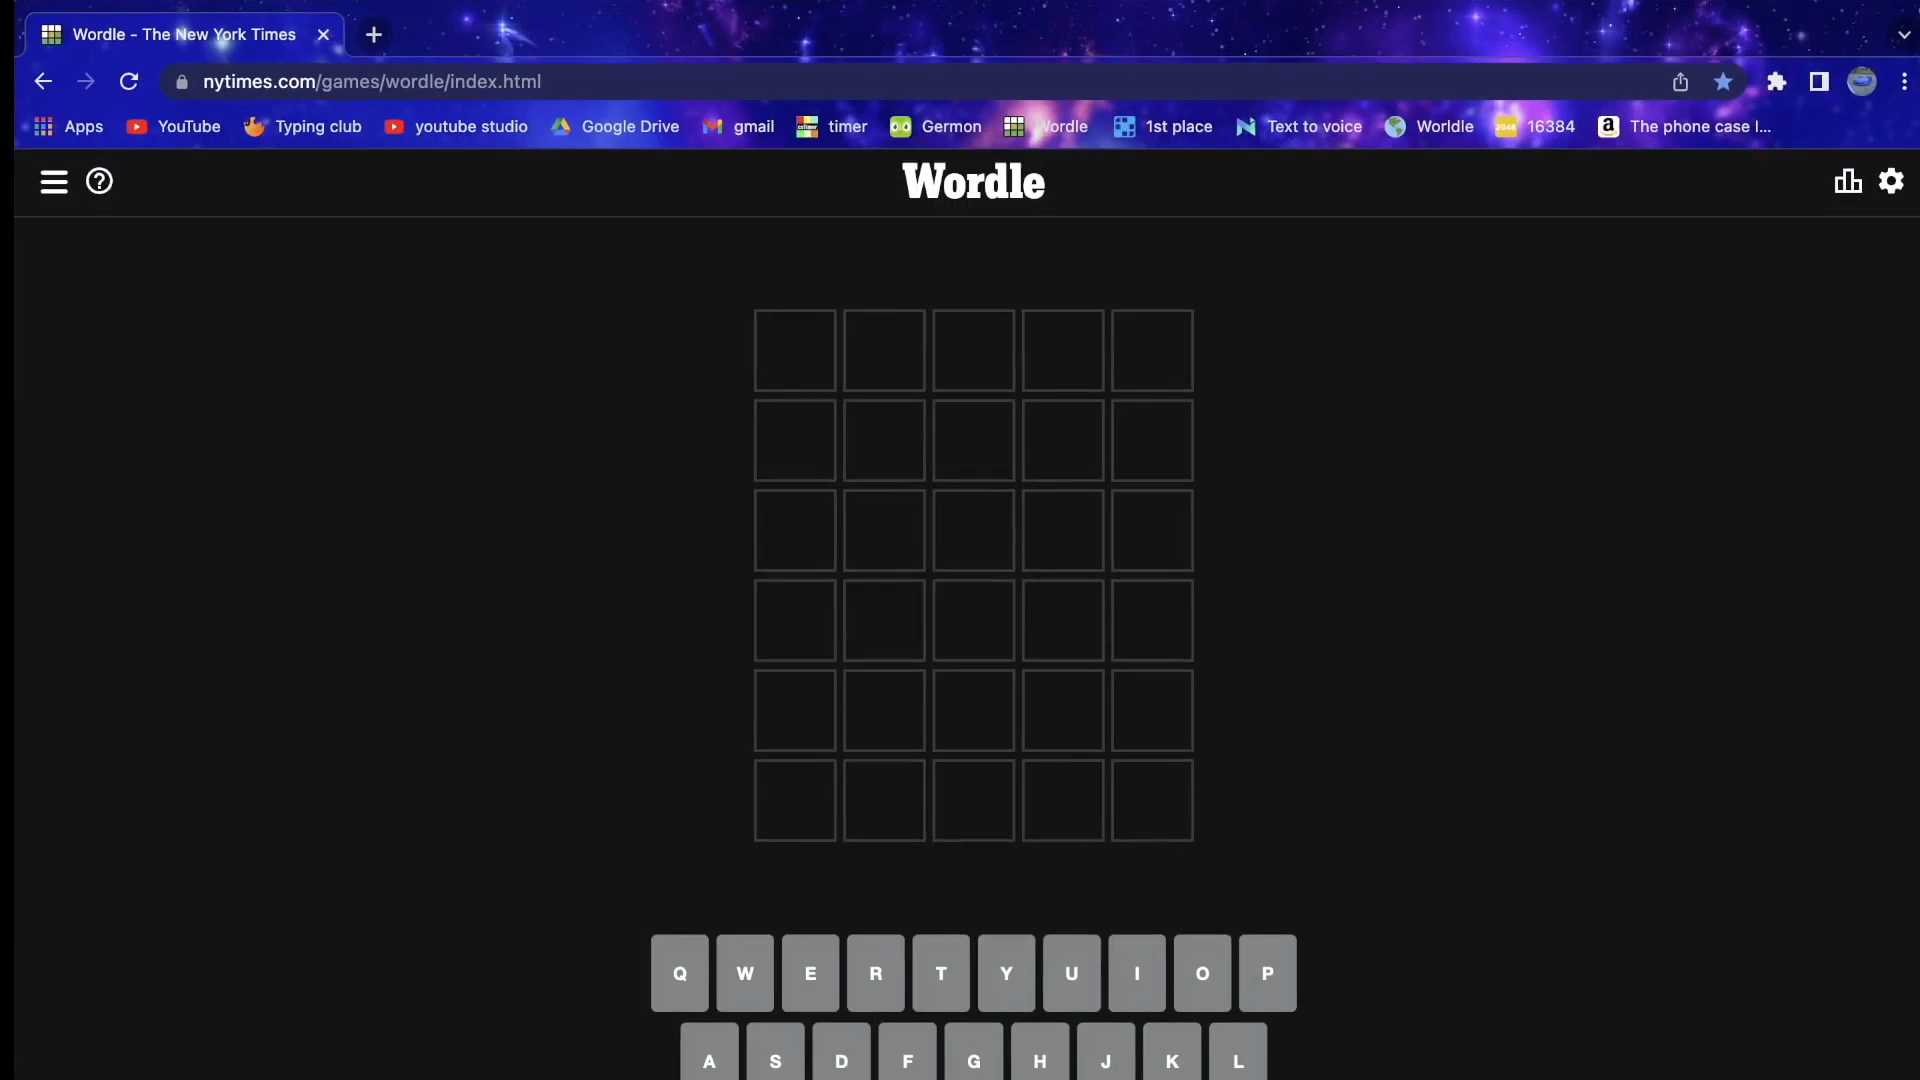 Wordle - The New York Times
nytimes.com/games/wordle/index.html
Apps YouTube Typing club youtube studio Google Drive gmail timer Germon Wordle 1st place Text to voice Worldle 2048 16384 a The phone case I...
Wordle
Q W E R T Y U I O P
A S D F G H J K L